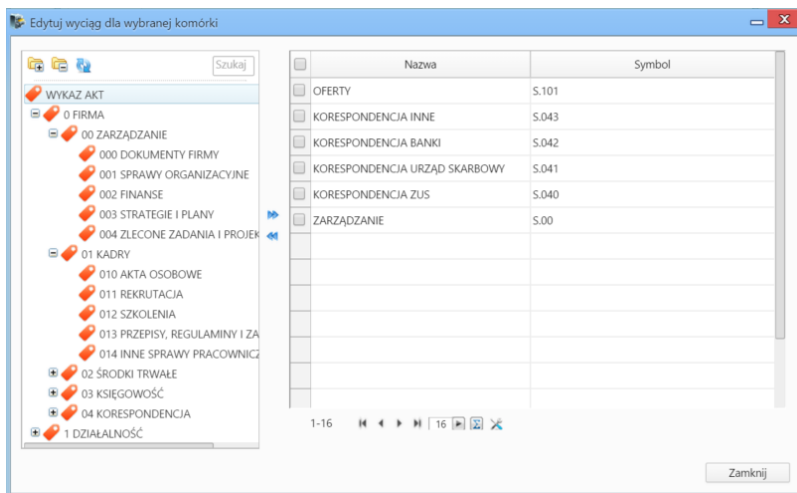 Edytuj wyciąg dla wybranej komórki
Szukaj
WYKAZ AKT
0 FIRMA
00 ZARZĄDZANIE
000 DOKUMENTY FIRMY
001 SPRAWY ORGANIZACYJNE
002 FINANSE
003 STRATEGIE I PLANY
004 ZLECONE ZADANIA I PROJEK
01 KADRY
010 AKTA OSOBOWE
011 REKRUTACJA
012 SZKOLENIA
013 PRZEPISY, REGULAMINY I ZA
014 INNE SPRAWY PRACOWNICZ
02 ŚRODKI TRWAŁE
03 KSIĘGOWOŚĆ
04 KORESPONDENCJA
1 DZIAŁALNOŚĆ
Nazwa Symbol
OFERTY S.101
KORESPONDENCJA INNE S.043
KORESPONDENCJA BANKI S.042
KORESPONDENCJA URZĄD SKARBOWY S.041
KORESPONDENCJA ZUS S.040
ZARZĄDZANIE S.00
1-16 16
Zamknij